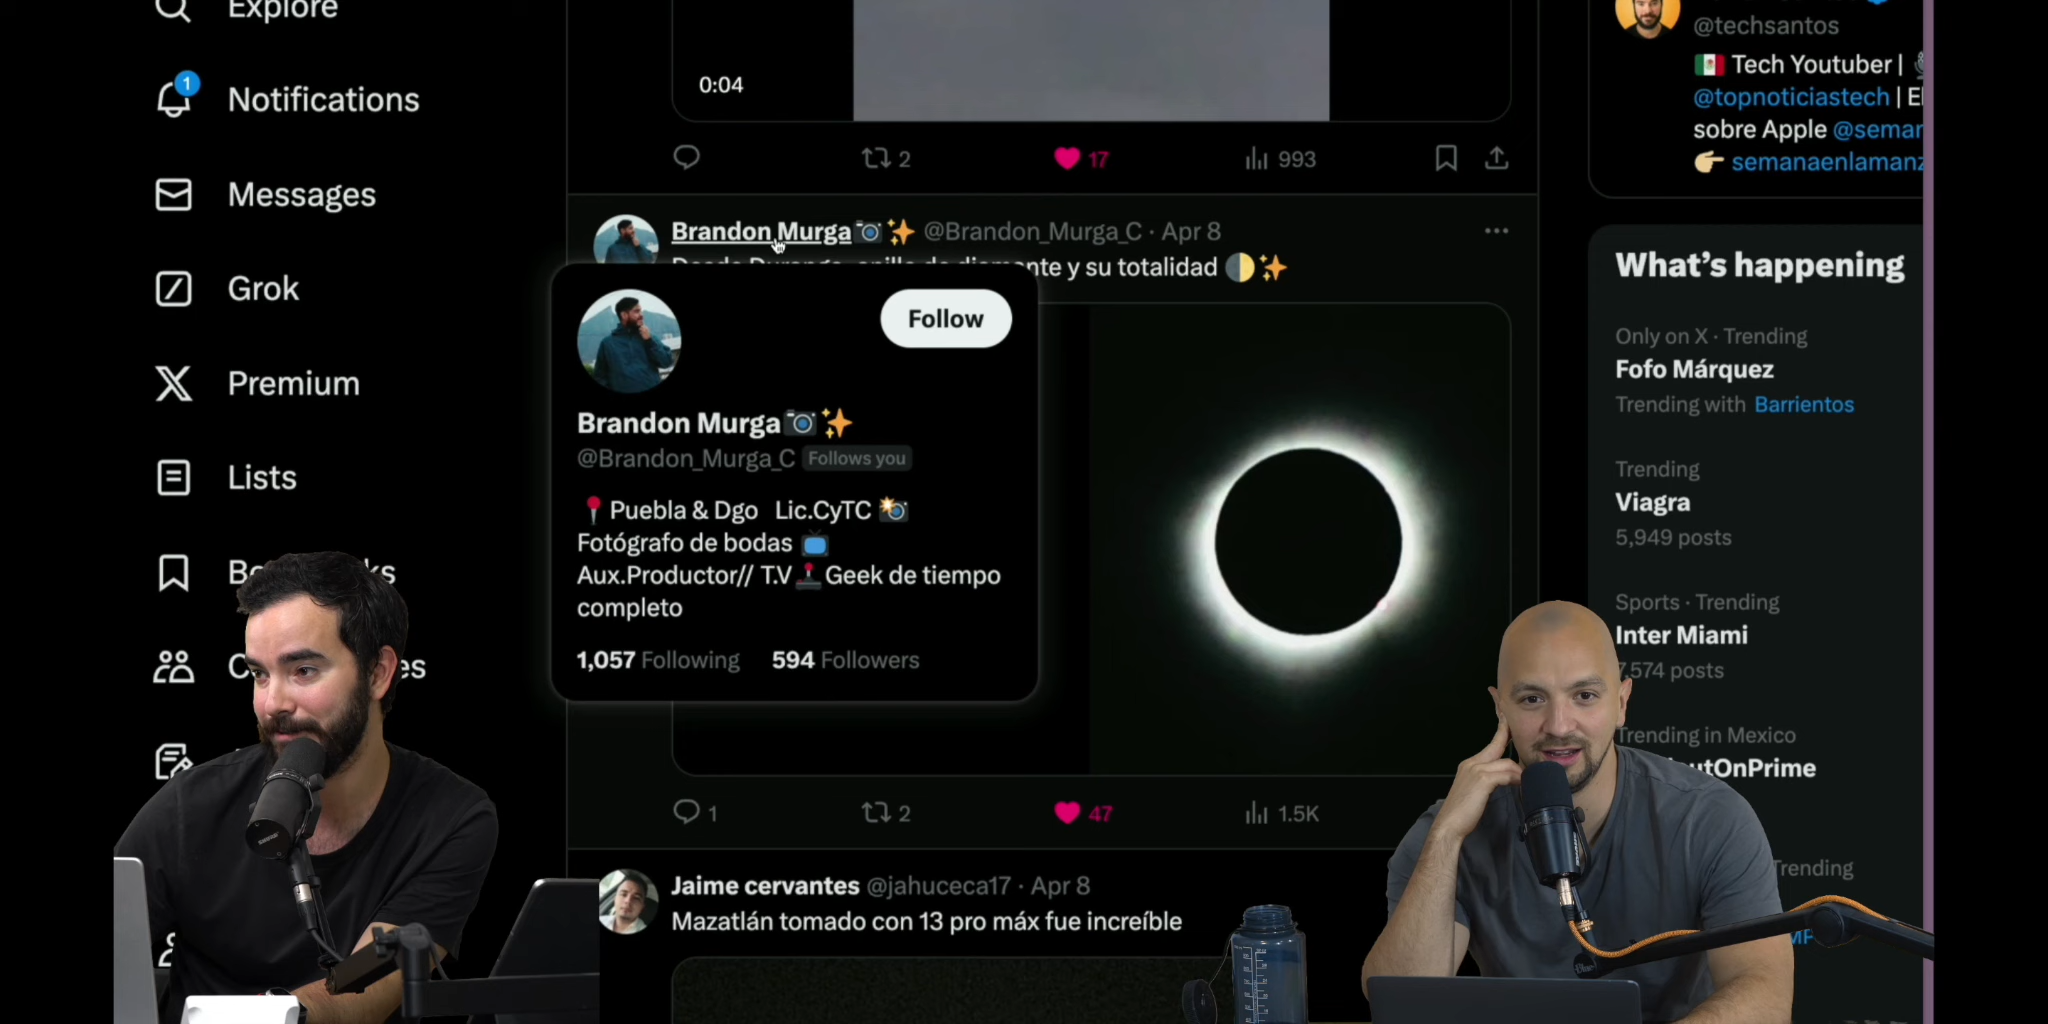 Explore
1
Notifications
Messages
Grok
Premium
Lists
0:04
2
17
993
Brandon Murga📷✨ @Brandon_Murga_C · Apr 8
y su totalidad 🌓✨
Follow
Brandon Murga📷✨
@Brandon_Murga_C Follows you
📍Puebla & Dgo Lic.CyTC 📸
Fotógrafo de bodas 📺
Aux.Productor// T.V🕹️Geek de tiempo
completo
1,057 Following 594 Followers
1
2
47
1.5K
Jaime cervantes @jahuceca17 · Apr 8
Mazatlán tomado con 13 pro máx fue increíble
@techsantos
🇲🇽 Tech Youtuber |
@topnoticiastech |
sobre Apple
👉
What's happening
Only on X · Trending
Fofo Márquez
Trending with Barrientos
Trending
Viagra
5,949 posts
Sports · Trending
Inter Miami
posts
Trending in Mexico